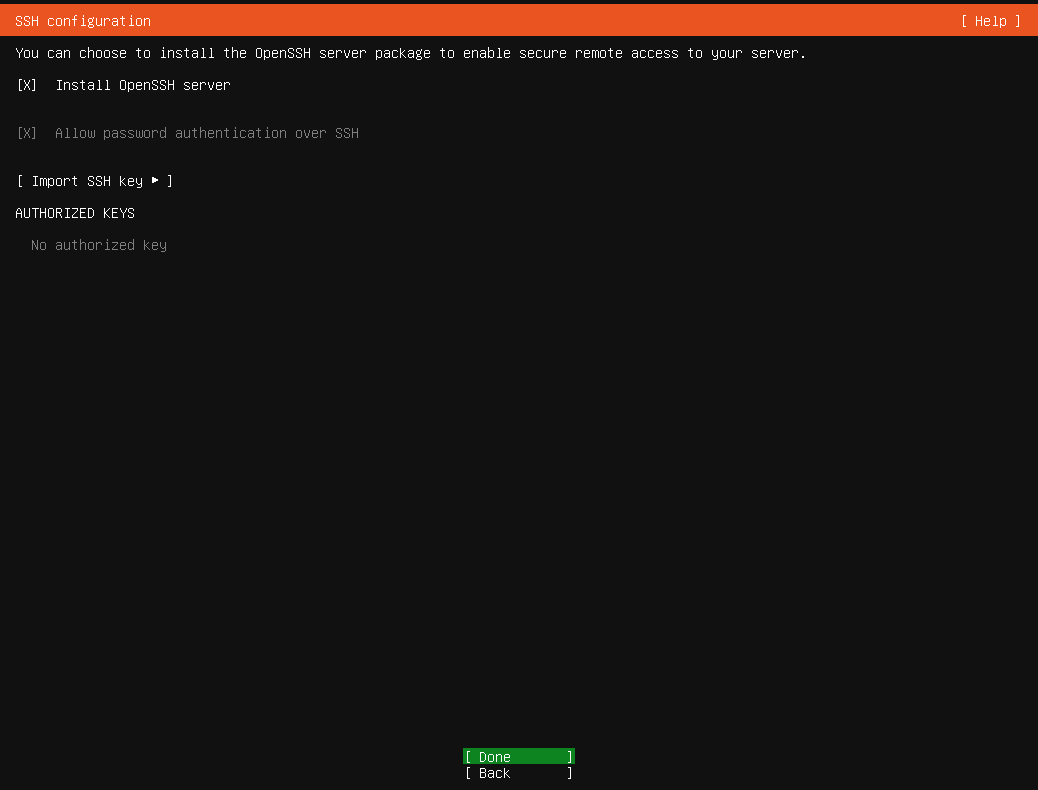 SSH configuration [ Help ]
You can choose to install the OpenSSH server package to enable secure remote access to your server.
[X] Install OpenSSH server
[X] Allow password authentication over SSH
[ Import SSH key ▸ ]
AUTHORIZED KEYS
No authorized key
[ Done ]
[ Back ]